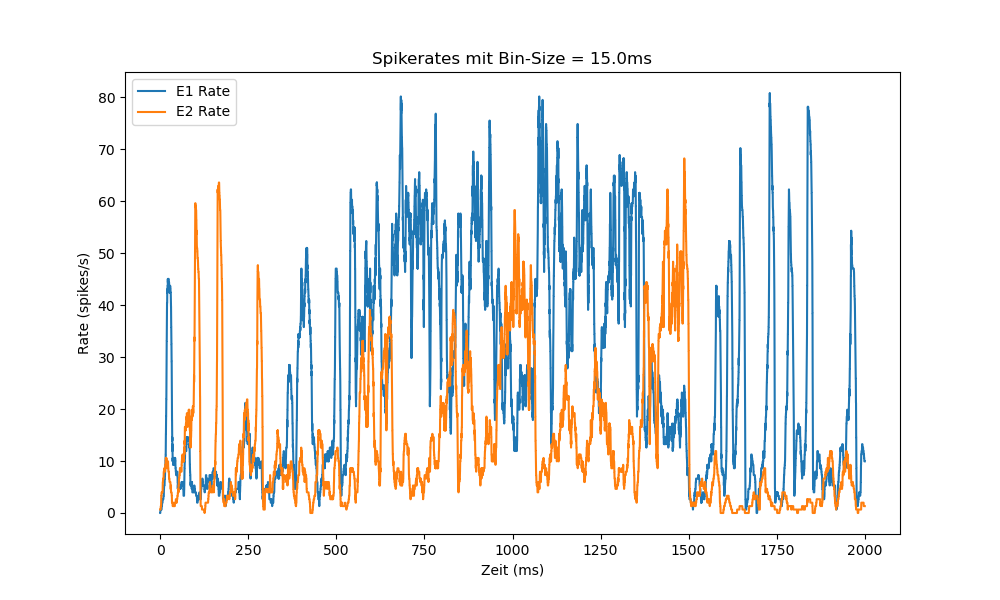 Spikerates mit Bin-Size = 15.0ms
E1 Rate
E2 Rate
80
70
60
50
40
30
20
10
0
Rate (spikes/s)
0 250 500 750 1000 1250 1500 1750 2000
Zeit (ms)